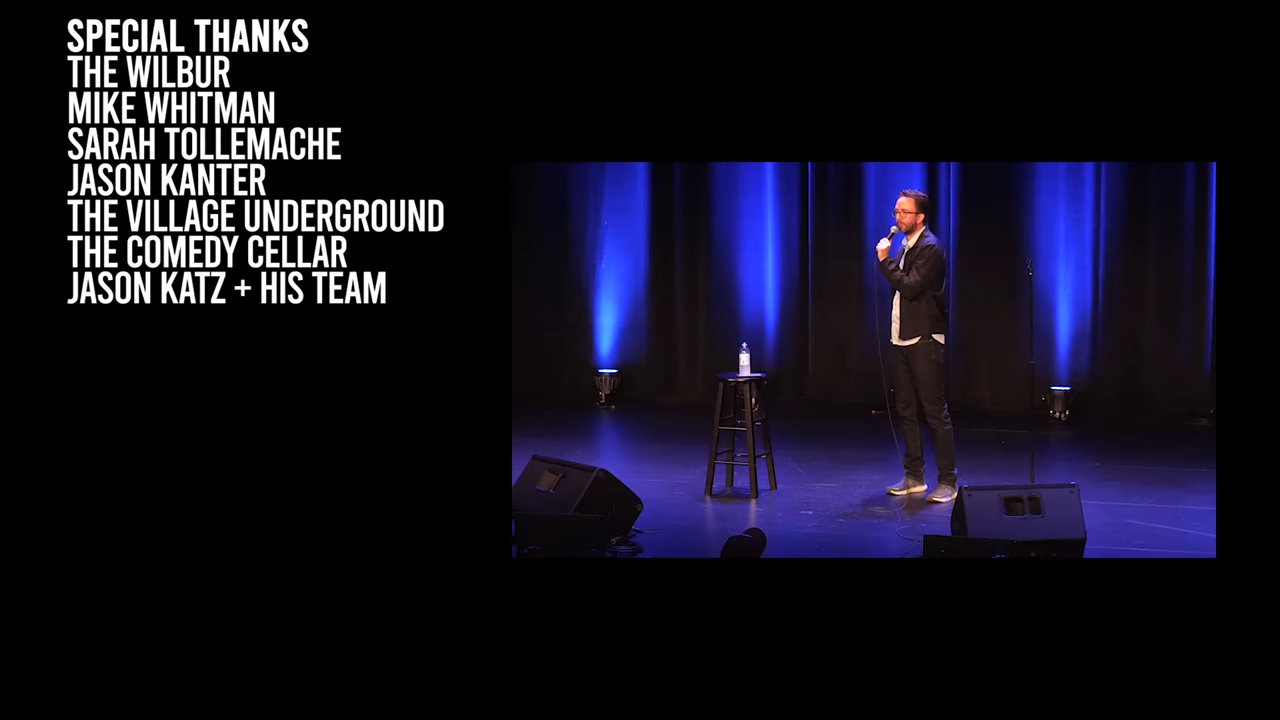 SPECIAL THANKS
THE WILBUR
MIKE WHITMAN
SARAH TOLLEMACHE
JASON KANTER
THE VILLAGE UNDERGROUND
THE COMEDY CELLAR
JASON KATZ + HIS TEAM